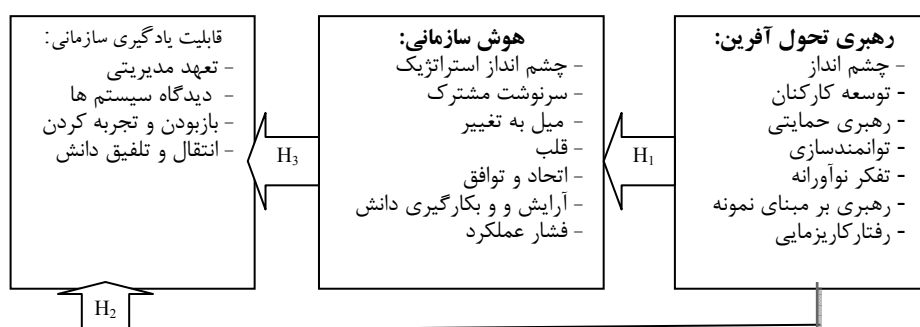 رهبری تحول آفرین:
- چشم انداز
- توسعه کارکنان
- رهبری حمایتی
- توانمندسازی
- تفکر نوآورانه
- رهبری بر مبنای نمونه
- رفتارکاریزمایی
H1
هوش سازمانی:
- چشم انداز استراتژیک
- سرنوشت مشترک
- میل به تغییر
- قلب
- اتحاد و توافق
- آرایش و و بکارگیری دانش
- فشار عملکرد
H3
قابلیت یادگیری سازمانی:
- تعهد مدیریتی
- دیدگاه سیستم ها
- بازبودن و تجربه کردن
- انتقال و تلفیق دانش
H2